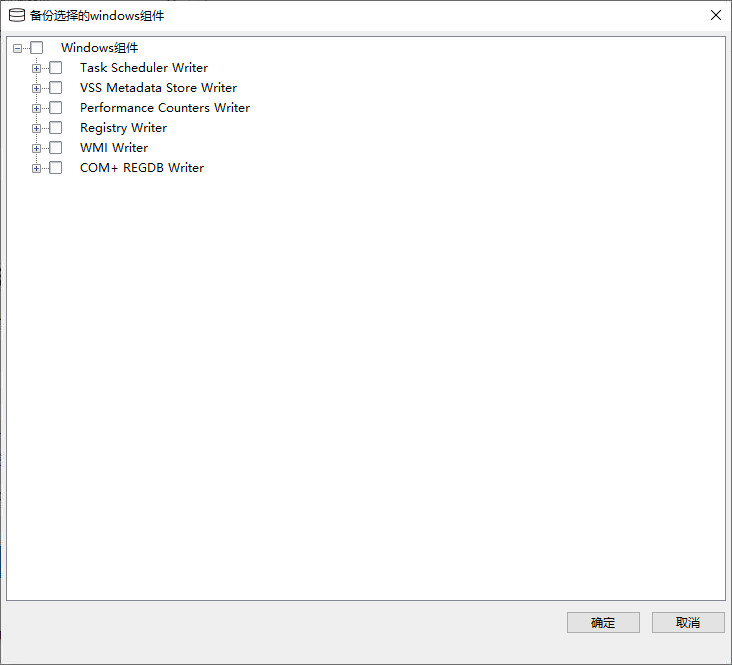 备份选择的windows组件
Windows组件
Task Scheduler Writer
VSS Metadata Store Writer
Performance Counters Writer
Registry Writer
WMI Writer
COM+ REGDB Writer
确定 取消